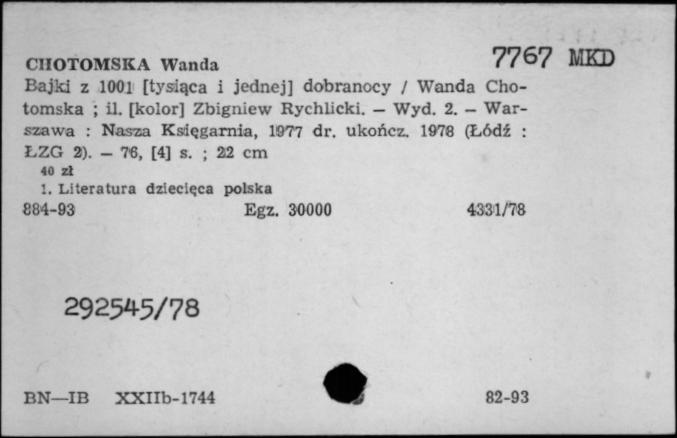 7767 MKD
CHOTOMSKA Wanda
Bajki z 1001 [tysiąca i jednej] dobranocy / Wanda Cho-
tomska ; il. [kolor] Zbigniew Rychlicki. — Wyd. 2. — War-
szawa : Nasza Księgarnia, 1977 dr. ukończ. 1978 (Łódź :
ŁZG 2). — 76, [4] s. ; 22 cm
40 zł
1. Literatura dziecięca polska
884-93 Egz. 30000 4331/78
292545/78
BN—IB XXIIb-1744 82-93